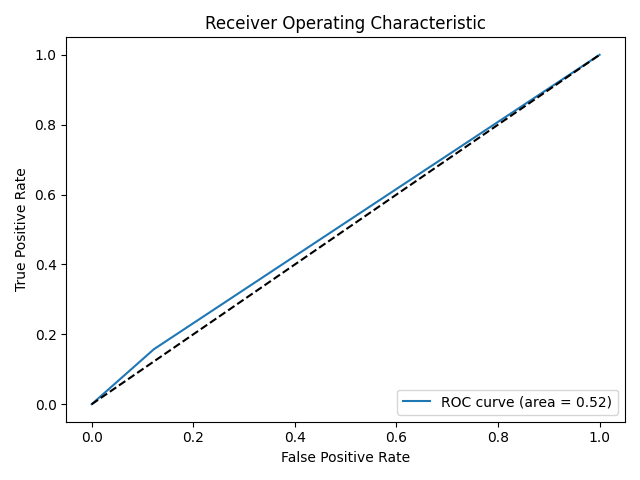 Receiver Operating Characteristic
True Positive Rate
1.0
0.8
0.6
0.4
0.2
0.0
ROC curve (area = 0.52)
0.0 0.2 0.4 0.6 0.8 1.0
False Positive Rate